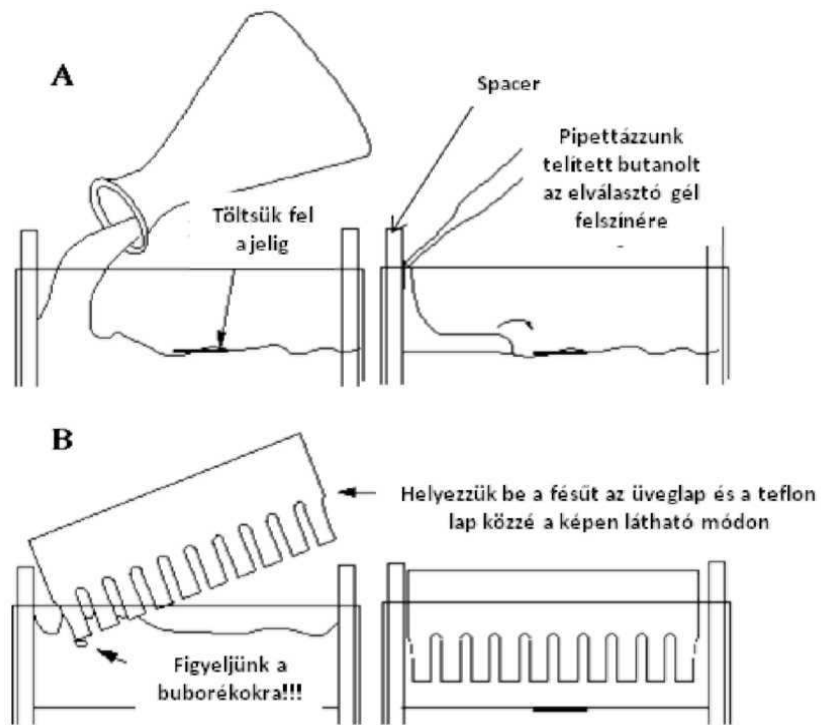 A
Spacer
Pipettázzunk
telített butanolt
az elválasztó gél
felszínére
Töltsük fel
a jelig
B
Helyezzük be a fésűt az üveglap és a teflon
lap közzé a képen látható módon
Figyeljünk a
buborékokra!!!